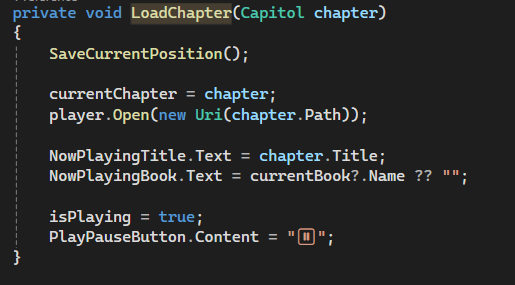 private void LoadChapter(Capitol chapter)
{
SaveCurrentPosition();
currentChapter = chapter;
player.Open(new Uri(chapter.Path));
NowPlayingTitle.Text = chapter.Title;
NowPlayingBook.Text = currentBook?.Name ?? "";
isPlaying = true;
PlayPauseButton.Content = "⏸";
}